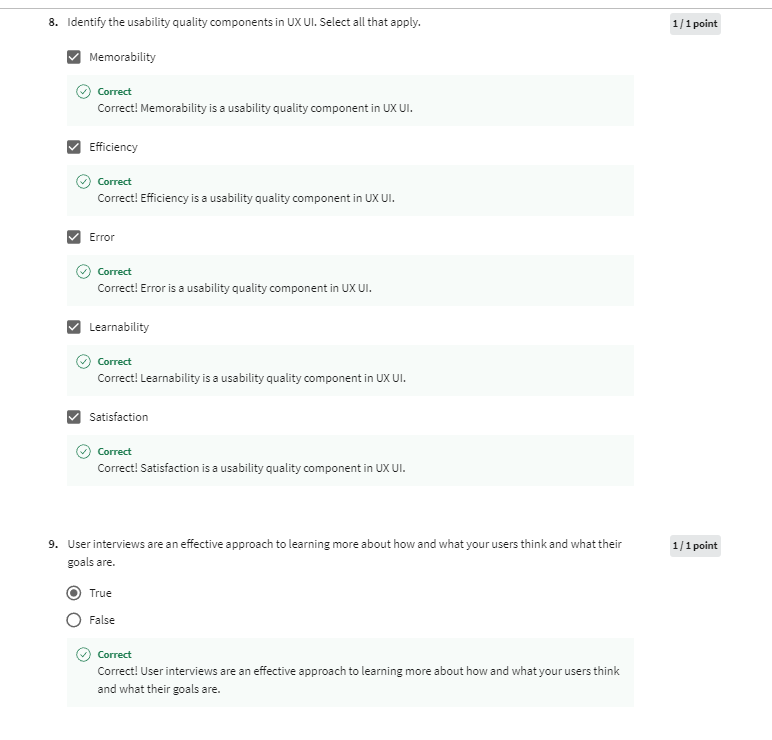 8. Identify the usability quality components in UX UI. Select all that apply.
1 / 1 point
Memorability
Correct
Correct! Memorability is a usability quality component in UX UI.
Efficiency
Correct
Correct! Efficiency is a usability quality component in UX UI.
Error
Correct
Correct! Error is a usability quality component in UX UI.
Learnability
Correct
Correct! Learnability is a usability quality component in UX UI.
Satisfaction
Correct
Correct! Satisfaction is a usability quality component in UX UI.
9. User interviews are an effective approach to learning more about how and what your users think and what their
goals are.
1 / 1 point
True
False
Correct
Correct! User interviews are an effective approach to learning more about how and what your users think
and what their goals are.